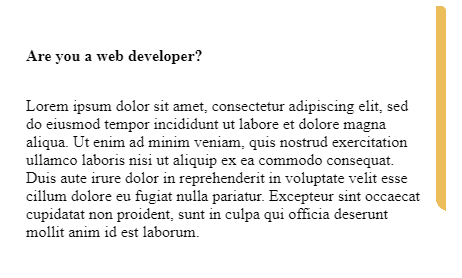 Are you a web developer?
Lorem ipsum dolor sit amet, consectetur adipiscing elit, sed
do eiusmod tempor incididunt ut labore et dolore magna
aliqua. Ut enim ad minim veniam, quis nostrud exercitation
ullamco laboris nisi ut aliquip ex ea commodo consequat.
Duis aute irure dolor in reprehenderit in voluptate velit esse
cillum dolore eu fugiat nulla pariatur. Excepteur sint occaecat
cupidatat non proident, sunt in culpa qui officia deserunt
mollit anim id est laborum.